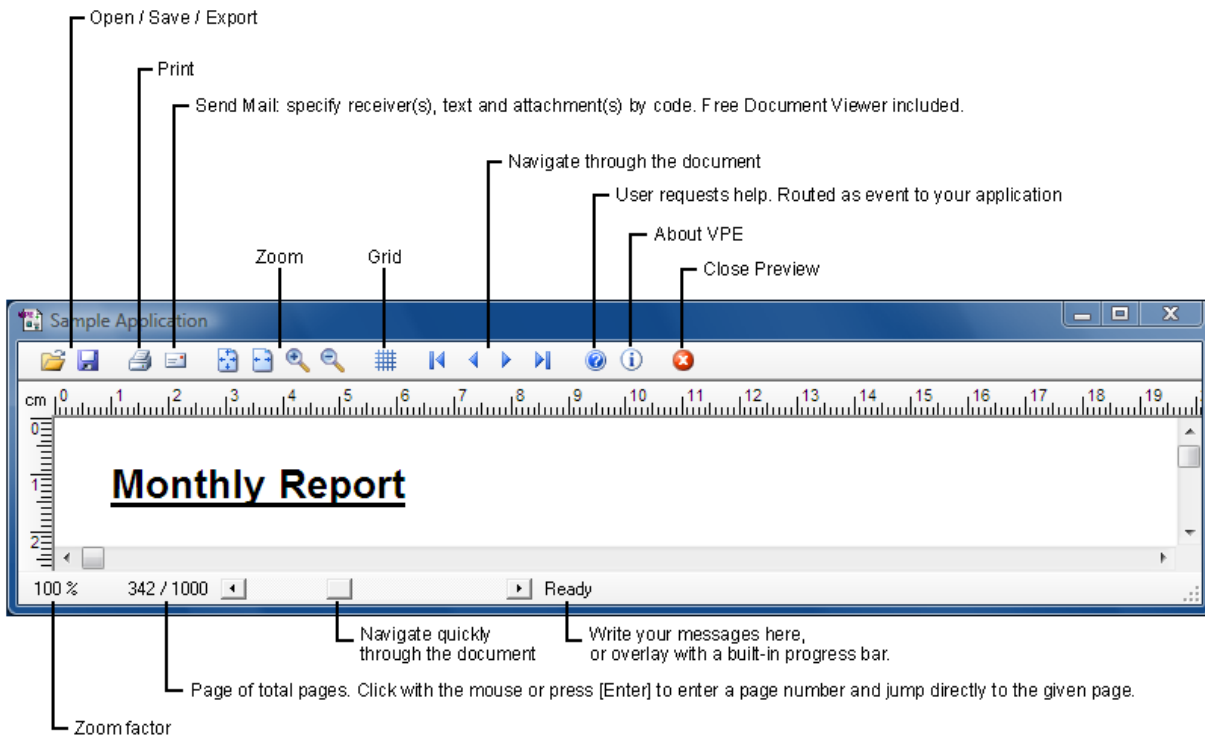 Open / Save / Export
Print
Send Mail: specify receiver(s), text and attachment(s) by code. Free Document Viewer included.
Navigate through the document
User requests help. Routed as event to your application
About VPE
Zoom
Grid
Close Preview
Sample Application
cm 0 1 2 3 4 5 6 7 8 9 10 11 12 13 14 15 16 17 18 19
0
Monthly Report
1
2
100 % 342 / 1000 Ready
Navigate quickly
through the document
Write your messages here,
or overlay with a built-in progress bar.
Page of total pages. Click with the mouse or press [Enter] to enter a page number and jump directly to the given page.
Zoom factor